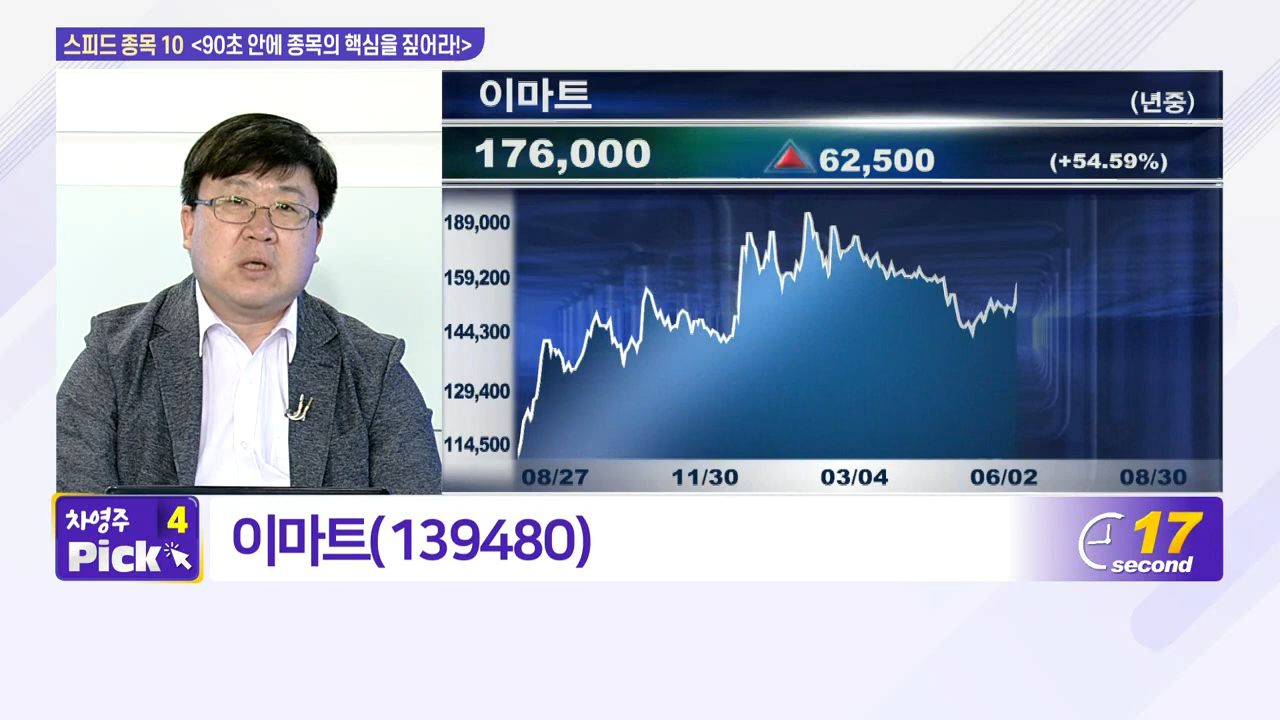 스피드 종목 10 <90초 안에 종목의 핵심을 짚어라!>
이마트
(년중)
176,000 ▲ 62,500 (+54.59%)
189,000
159,200
144,300
129,400
114,500
08/27 11/30 03/04 06/02 08/30
차영주 4
Pick
이마트(139480)
17
second